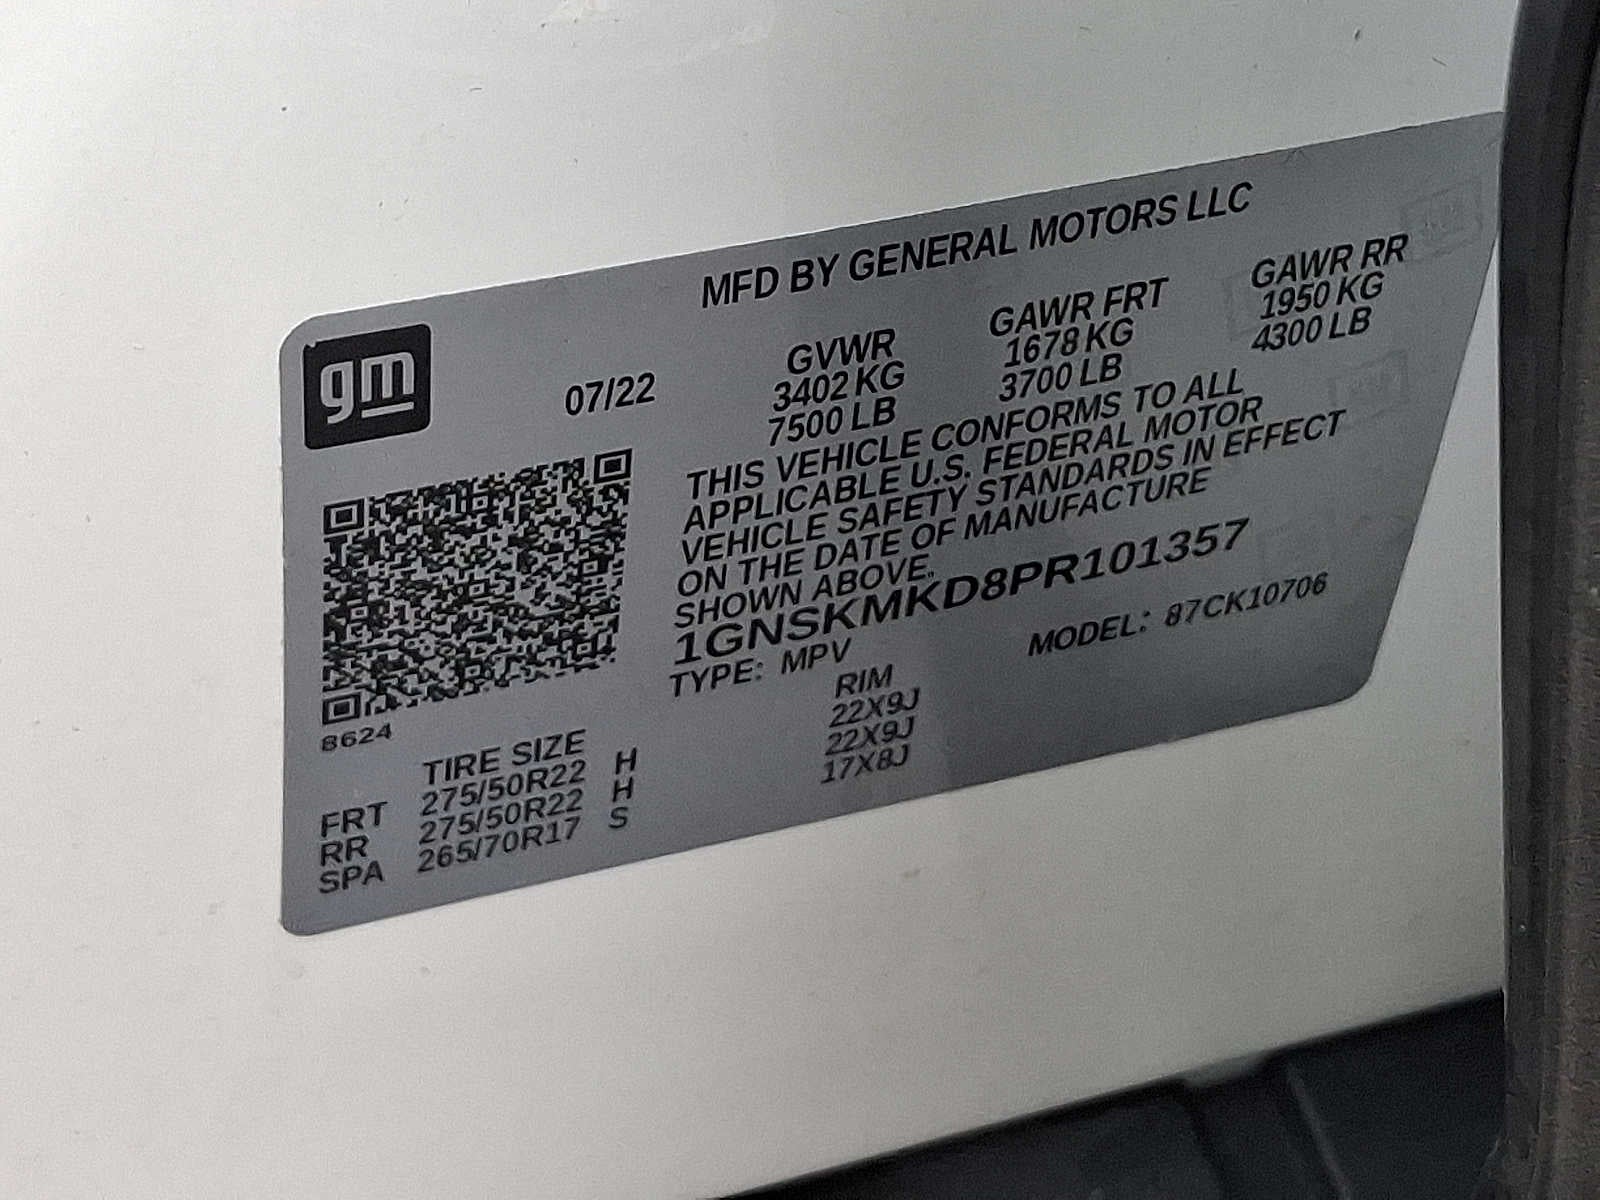 MFD BY GENERAL MOTORS LLC
gm
07/22
GVWR GAWR FRT GAWR RR
3402 KG 1678 KG 1950 KG
7500 LB 3700 LB 4300 LB
THIS VEHICLE CONFORMS TO ALL
APPLICABLE U.S. FEDERAL MOTOR
VEHICLE SAFETY STANDARDS IN EFFECT
ON THE DATE OF MANUFACTURE
SHOWN ABOVE.
1GNSKMKD8PR101357
TYPE: MPV MODEL: 87CK10706
8624
TIRE SIZE RIM
FRT 275/50R22 H 22X9J
RR 275/50R22 H 22X9J
SPA 265/70R17 S 17X8J